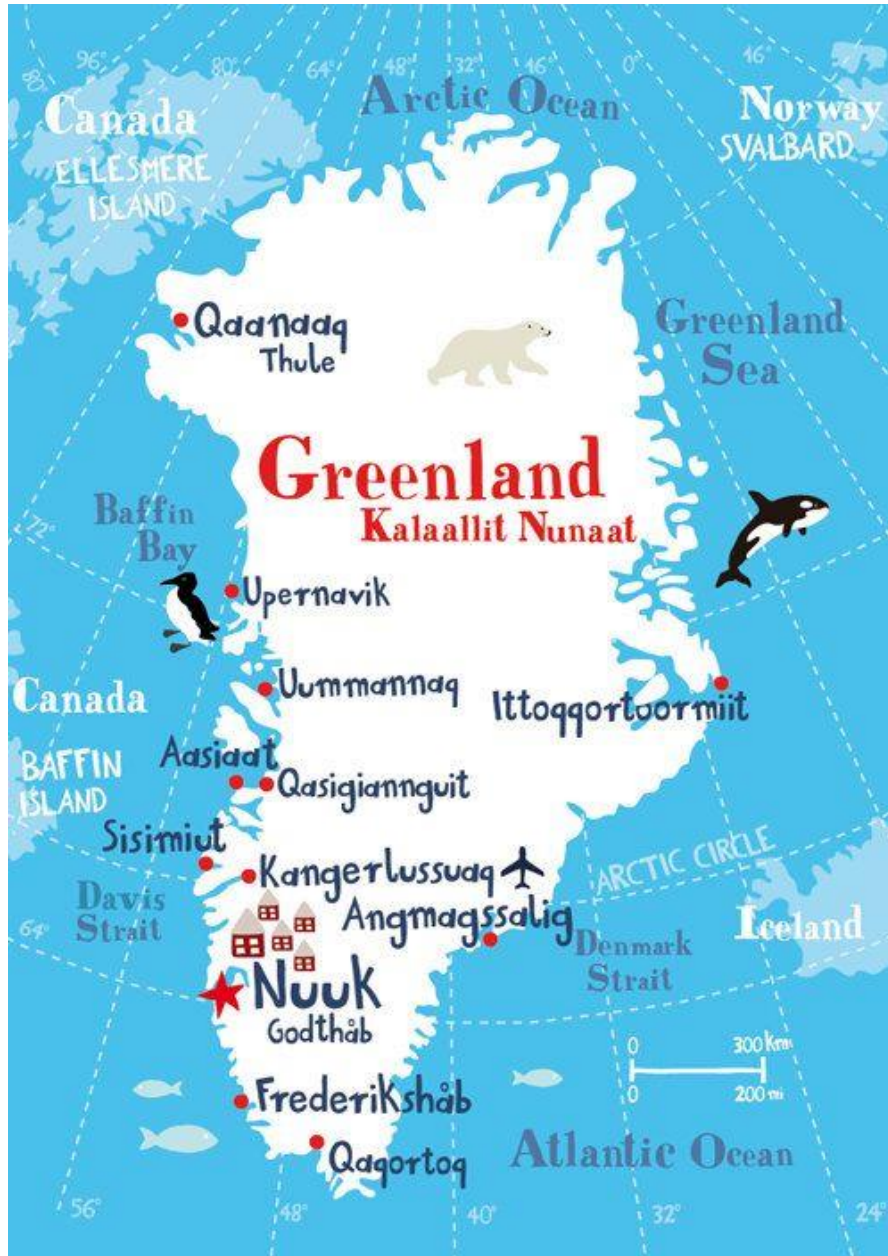 96°
80°
80°
64°
48°
32°
16°
0°
16°
Arctic Ocean
Canada
ELLESMERE
ISLAND
Norway
SVALBARD
Qaanaaq
Thule
Greenland
Sea
Greenland
Kalaallit Nunaat
Baffin
Bay
72°
Upernavik
Uummannaq
Canada
Ittoqqortoormiit
Aasiaat
BAFFIN
ISLAND
Qasigiannguit
Sisimiut
Kangerlussuaq
ARCTIC CIRCLE
Davis
Strait
Angmagssalig
64°
Denmark
Strait
Iceland
Nuuk
Godthåb
0
300 Km
0
200 mi
Frederikshåb
Qaqortoq
Atlantic Ocean
56°
48°
40°
32°
24°